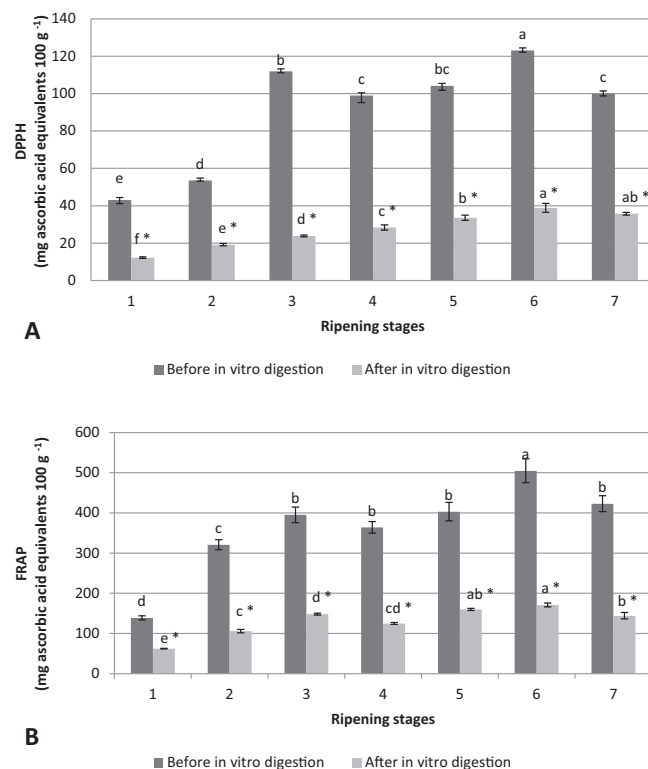 DPPH
(mg ascorbic acid equivalents 100 g -1)
140
120
100
80
60
40
20
0
e
f *
d
e *
b
d *
c
c *
bc
b *
a
a *
c
ab *
1 2 3 4 5 6 7
Ripening stages
A
Before in vitro digestion After in vitro digestion
FRAP
(mg ascorbic acid equivalents 100 g -1)
600
500
400
300
200
100
0
d
e *
c
c *
b
d *
b
cd *
b
ab *
a
a *
b
b *
1 2 3 4 5 6 7
Ripening stages
B
Before in vitro digestion After in vitro digestion